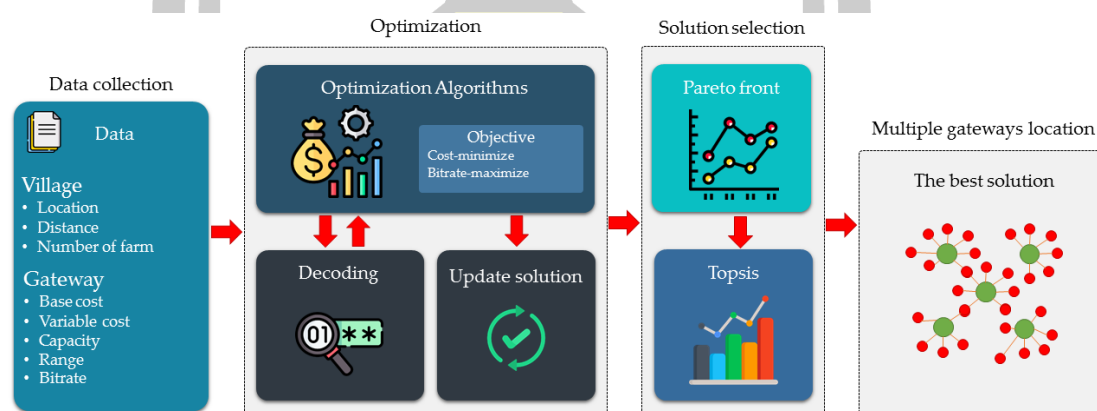 Data collection
Data
Village
• Location
• Distance
• Number of farm
Gateway
• Base cost
• Variable cost
• Capacity
• Range
• Bitrate
Optimization
Optimization Algorithms
Objective
Cost-minimize
Bitrate-maximize
Decoding
01**
Update solution
Solution selection
Pareto front
Topsis
Multiple gateways location
The best solution